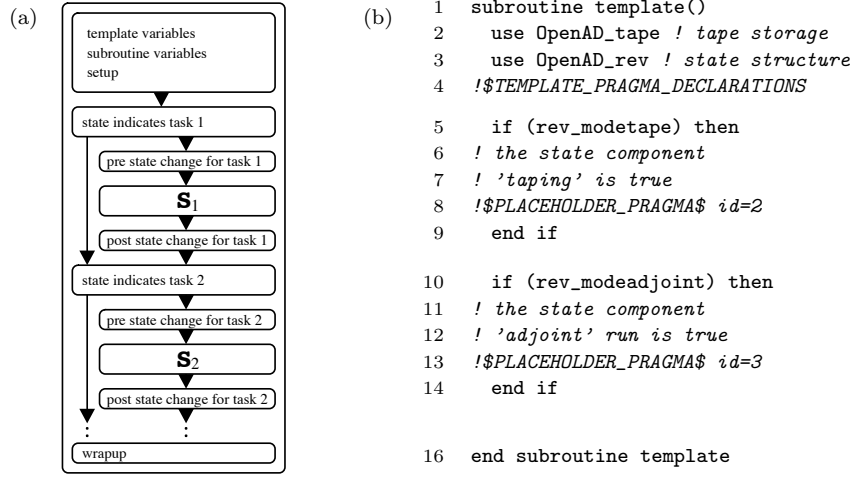 (a)
template variables
subroutine variables
setup
state indicates task 1
pre state change for task 1
S1
post state change for task 1
state indicates task 2
pre state change for task 2
S2
post state change for task 2
⋮ ⋮
wrapup
(b)
1 subroutine template()
2 use OpenAD_tape ! tape storage
3 use OpenAD_rev ! state structure
4 !$TEMPLATE_PRAGMA_DECLARATIONS
5 if (rev_modetape) then
6 ! the state component
7 ! 'taping' is true
8 !$PLACEHOLDER_PRAGMA$ id=2
9 end if
10 if (rev_modeadjoint) then
11 ! the state component
12 ! 'adjoint' run is true
13 !$PLACEHOLDER_PRAGMA$ id=3
14 end if
16 end subroutine template